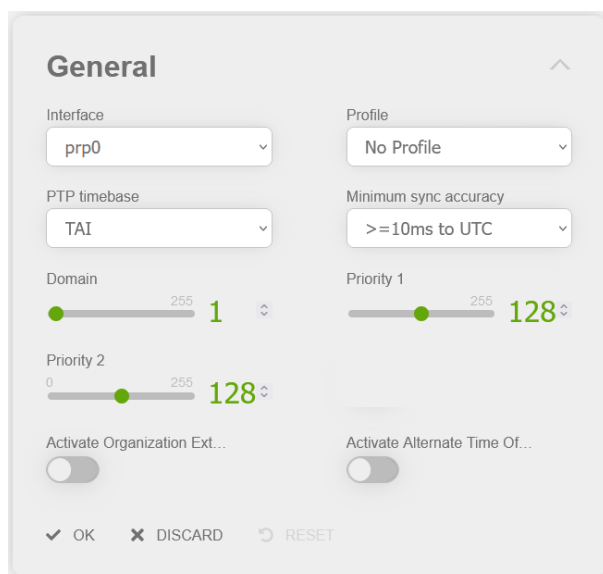 General
Interface
Profile
prp0
No Profile
PTP timebase
Minimum sync accuracy
TAI
>=10ms to UTC
Domain
Priority 1
255
1
255
128
Priority 2
0
255
128
Activate Organization Ext...
Activate Alternate Time Of...
OK
DISCARD
RESET